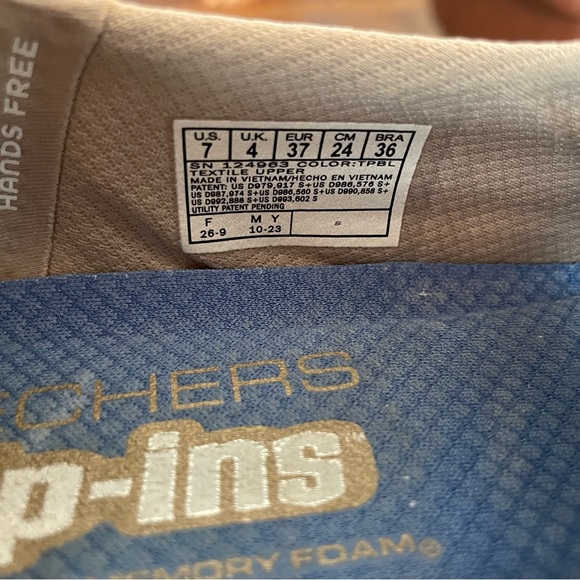 HANDS FREE
U.S. U.K. EUR CM BRA
7 4 37 24 36
SN 124963 COLOR:TPBL
TEXTILE UPPER
MADE IN VIETNAM/HECHO EN VIETNAM
PATENT: US D979,917 S+US D986,576 S+
US D987,974 S+US D986,560 S+US D990,858 S+
US D992,888 S+US D993,602 S
UTILITY PATENT PENDING
F M Y S
26-9 10-23
CHERS
p-ins™
MEMORY FOAM®